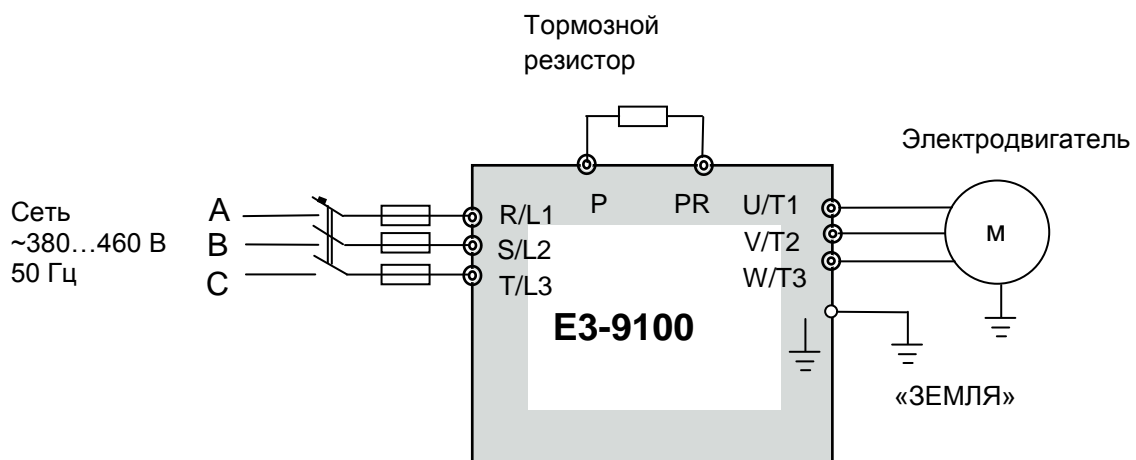 Тормозной
резистор
Электродвигатель
Сеть
~380...460 В
50 Гц
A
B
C
R/L1
S/L2
T/L3
P
PR
U/T1
V/T2
W/T3
М
E3-9100
«ЗЕМЛЯ»